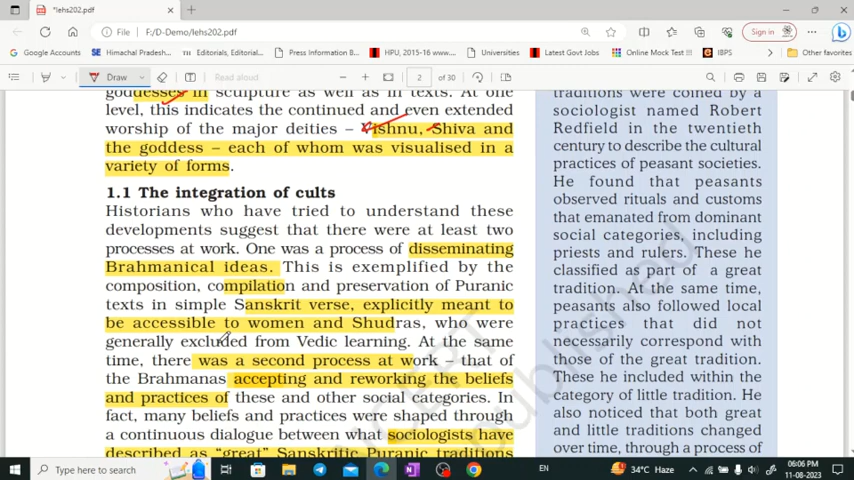 *lehs202.pdf
File
F:/D-Demo/lehs202.pdf
Sign in
Google Accounts
SE
Himachal Pradesh...
Editorials, Editorial...
Press Information B...
HPU, 2015-16 www....
Universities
Latest Govt Jobs
Online Mock Test III
IBPS
Other favorites
Draw
Read aloud
2
of 30
goddesses in sculpture as well as in texts. At one
level, this indicates the continued and even extended
worship of the major deities – Vishnu, Shiva and
the goddess – each of whom was visualised in a
variety of forms.
1.1 The integration of cults
Historians who have tried to understand these
developments suggest that there were at least two
processes at work. One was a process of disseminating
Brahmanical ideas. This is exemplified by the
composition, compilation and preservation of Puranic
texts in simple Sanskrit verse, explicitly meant to
be accessible to women and Shudras, who were
generally excluded from Vedic learning. At the same
time, there was a second process at work – that of
the Brahmanas accepting and reworking the beliefs
and practices of these and other social categories. In
fact, many beliefs and practices were shaped through
a continuous dialogue between what sociologists have
described as "great" Sanskritic Puranic traditions
traditions were coined by a
sociologist named Robert
Redfield in the twentieth
century to describe the cultural
practices of peasant societies.
He found that peasants
observed rituals and customs
that emanated from dominant
social categories, including
priests and rulers. These he
classified as part of a great
tradition. At the same time,
peasants also followed local
practices that did not
necessarily correspond with
those of the great tradition.
These he included within the
category of little tradition. He
also noticed that both great
and little traditions changed
over time, through a process of
published
Type here to search
EN
34°C Haze
06:06 PM
11-08-2023